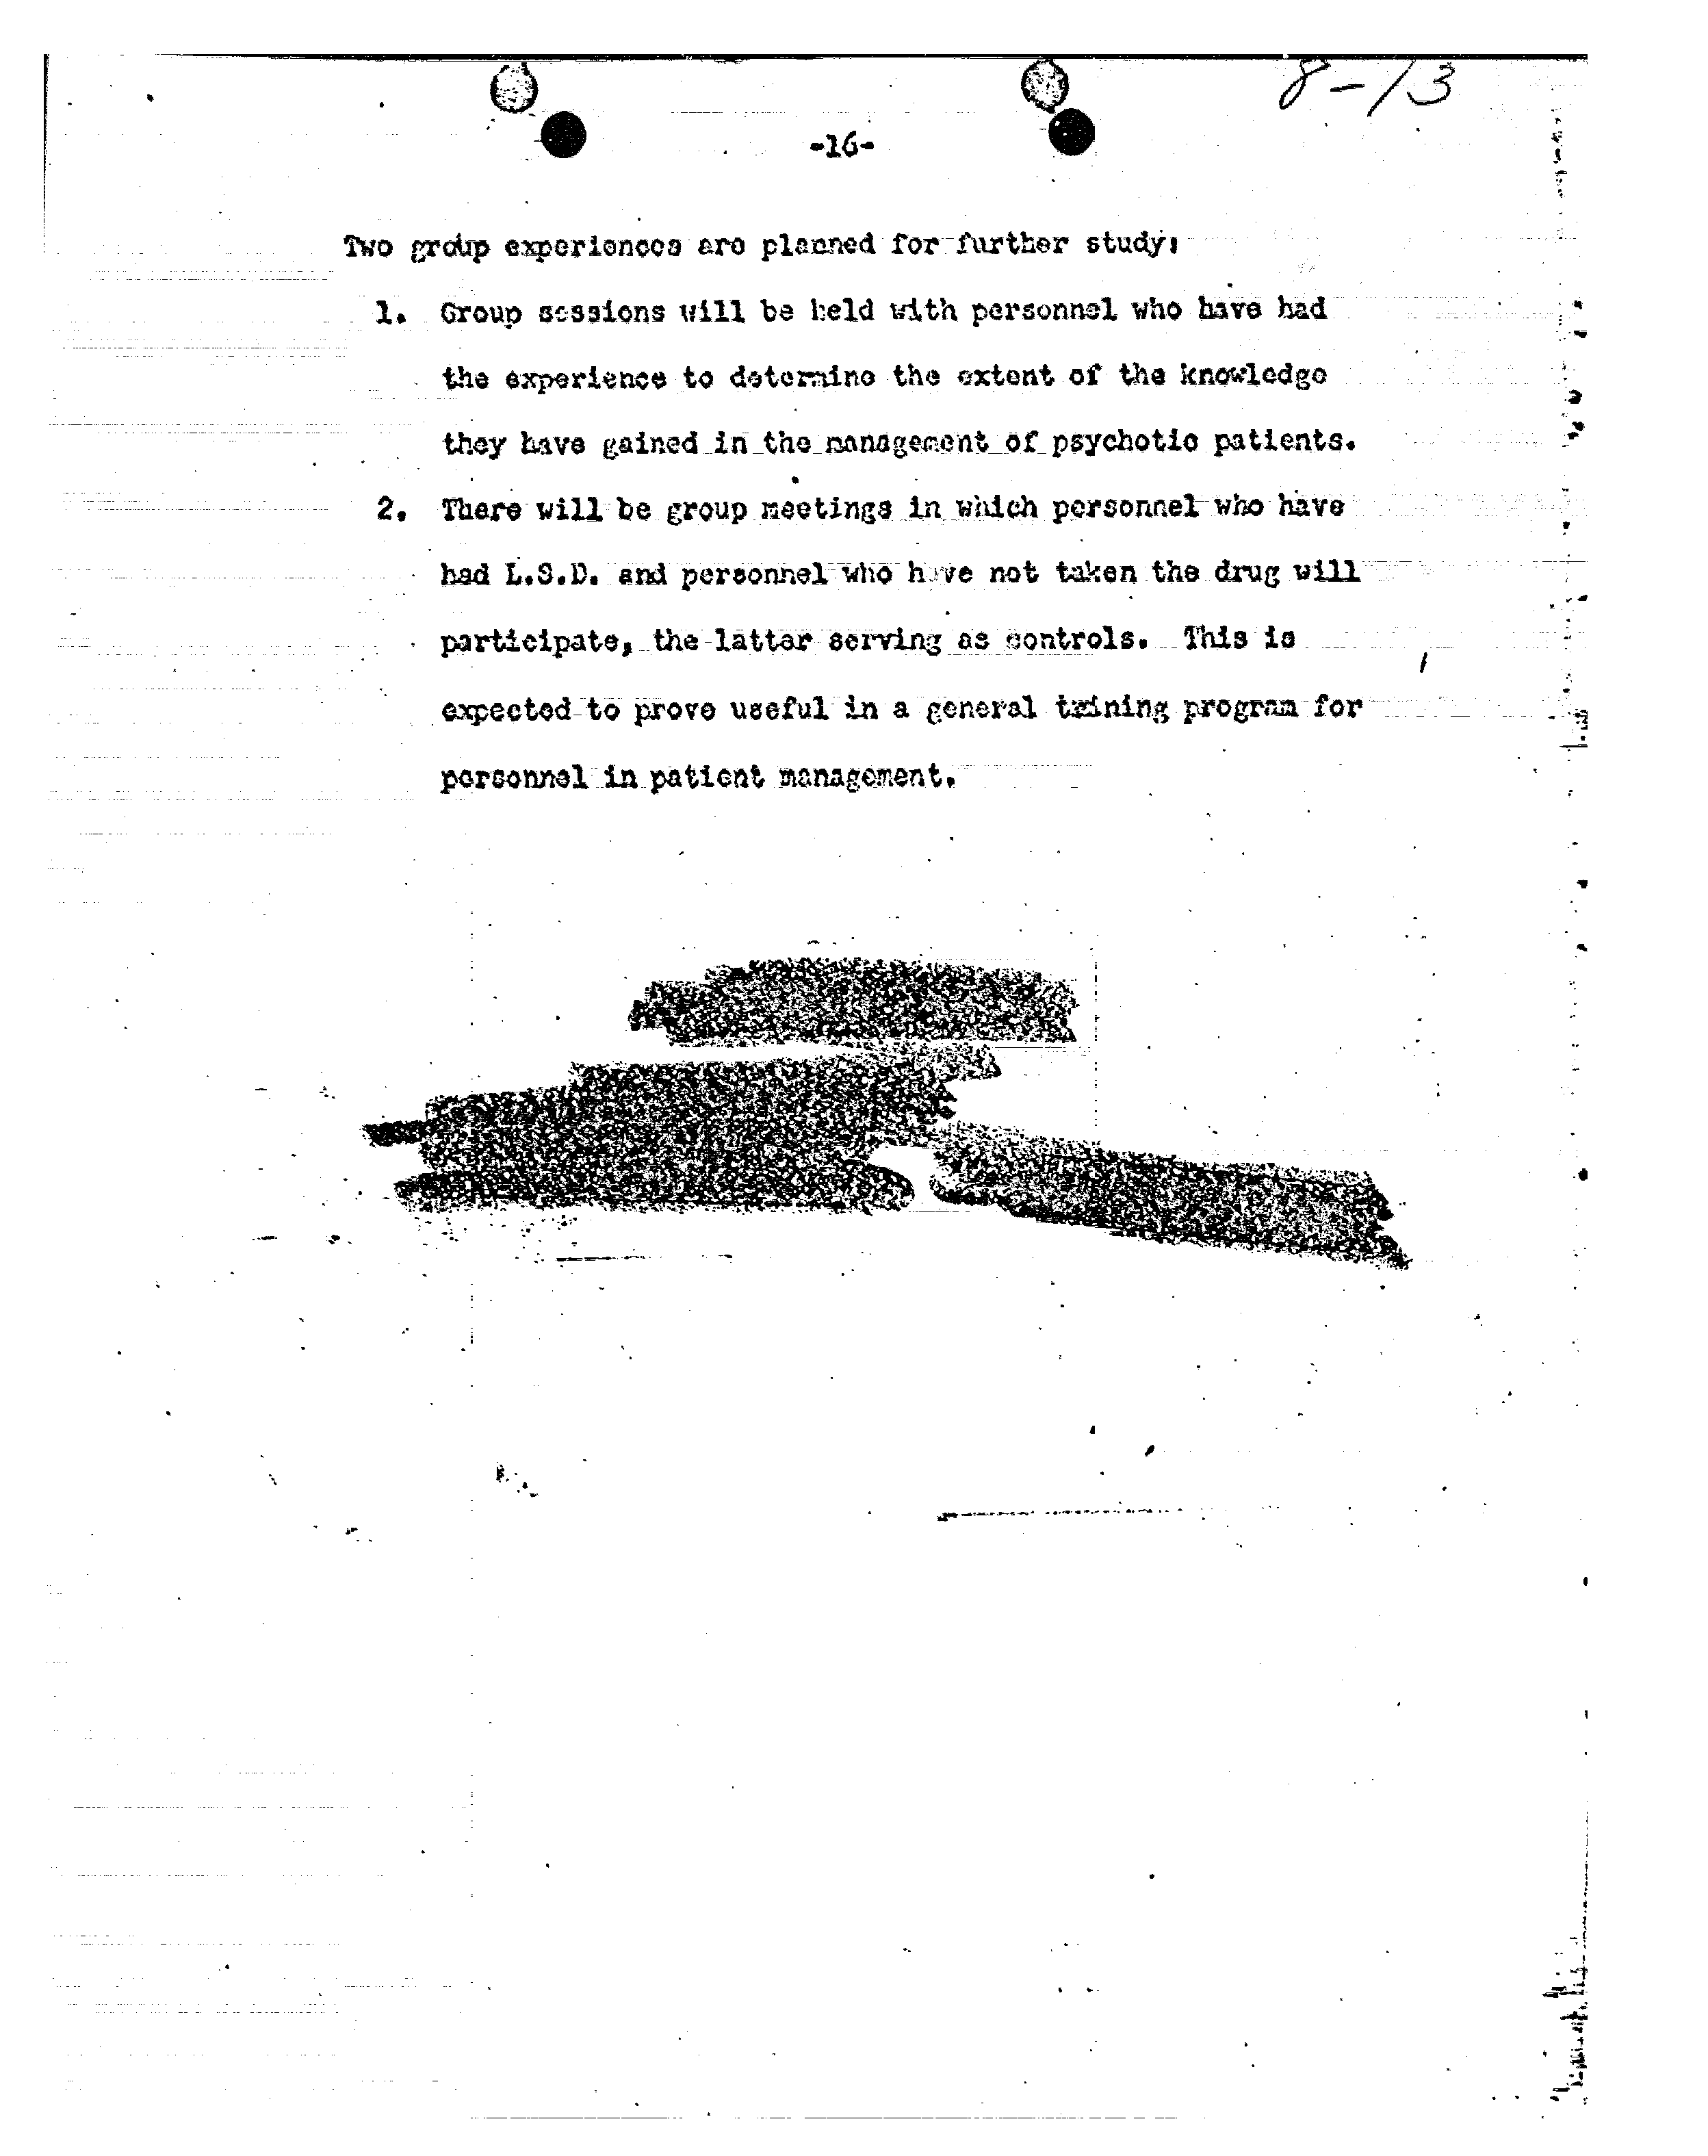 8-13
-16-
Two group experiences are planned for further study:
1. Group sessions will be held with personnel who have had
the experience to determine the extent of the knowledge
they have gained in the management of psychotic patients.
2. There will be group meetings in which personnel who have
had L.S.D. and personnel who have not taken the drug will
participate, the latter serving as controls. This is
expected to prove useful in a general training program for
personnel in patient management.